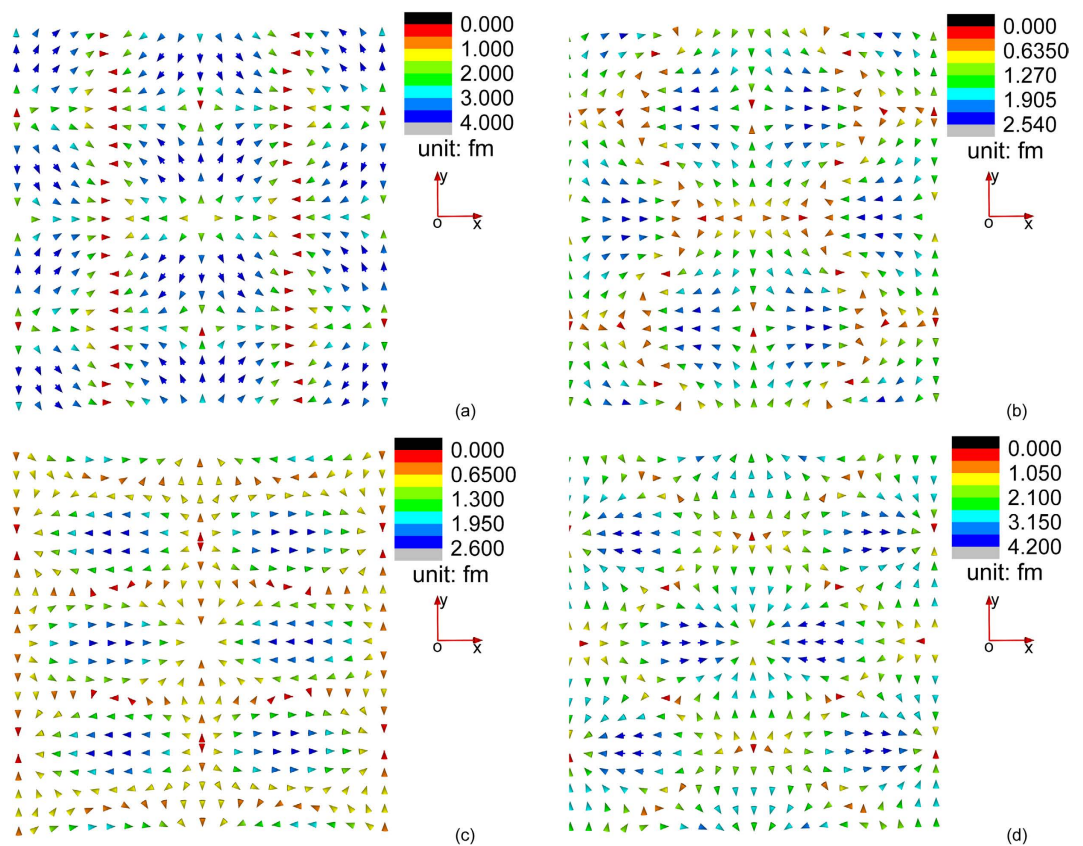 0.000
1.000
2.000
3.000
4.000
unit: fm
y
o
x
(a)
0.000
0.6350
1.270
1.905
2.540
unit: fm
y
o
x
(b)
0.000
0.6500
1.300
1.950
2.600
unit: fm
y
o
x
(c)
0.000
1.050
2.100
3.150
4.200
unit: fm
y
o
x
(d)